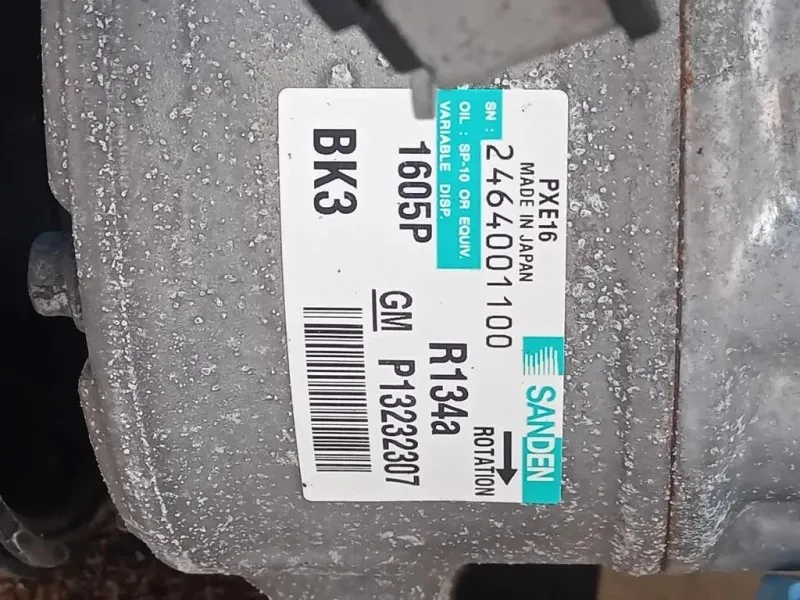 PXE16
MADE IN JAPAN
SANDEN
SN : 2464001100
ROTATION
OIL : SP-10 OR EQUIV.
VARIABLE DISP.
R134a
1605P
GM P13232307
BK3